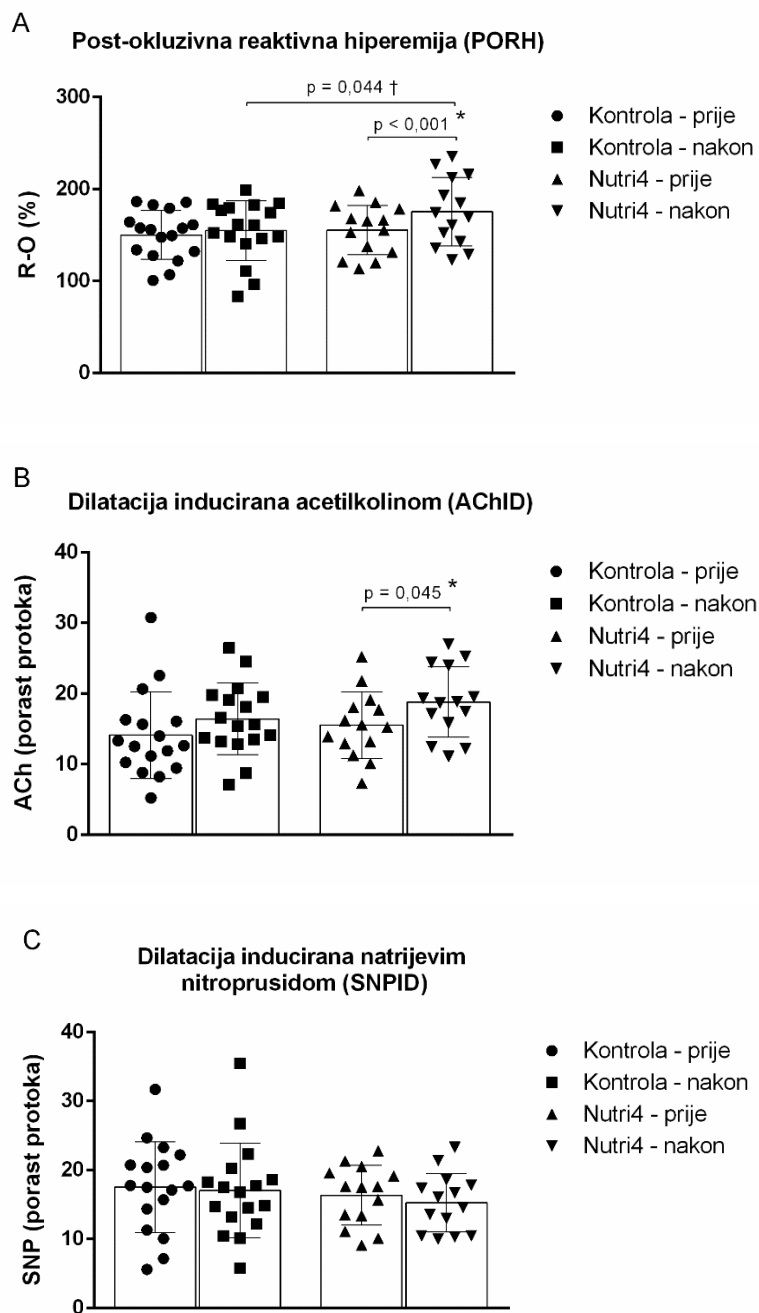 A
Post-okluzivna reaktivna hiperemija (PORH)
p = 0,044 †
p < 0,001 *
300
200
100
0
R-O (%)
Kontrola - prije
Kontrola - nakon
Nutri4 - prije
Nutri4 - nakon
B
Dilatacija inducirana acetilkolinom (AChID)
p = 0,045 *
40
30
20
10
0
ACh (porast protoka)
Kontrola - prije
Kontrola - nakon
Nutri4 - prije
Nutri4 - nakon
C
Dilatacija inducirana natrijevim
nitroprusidom (SNPID)
40
30
20
10
0
SNP (porast protoka)
Kontrola - prije
Kontrola - nakon
Nutri4 - prije
Nutri4 - nakon